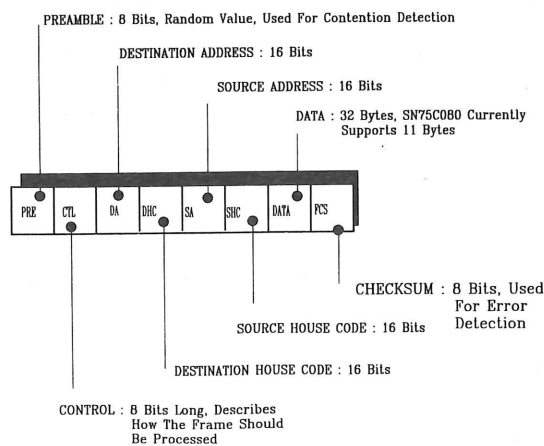 PREAMBLE : 8 Bits, Random Value, Used For Contention Detection
DESTINATION ADDRESS : 16 Bits
SOURCE ADDRESS : 16 Bits
DATA : 32 Bytes, SN75C080 Currently
Supports 11 Bytes
PRE CTL DA DHC SA SHC DATA FCS
CHECKSUM : 8 Bits, Used
For Error
Detection
SOURCE HOUSE CODE : 16 Bits
DESTINATION HOUSE CODE : 16 Bits
CONTROL : 8 Bits Long, Describes
How The Frame Should
Be Processed